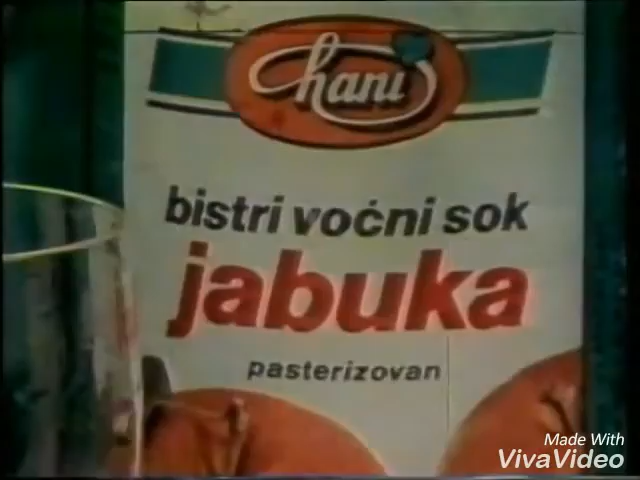 hani
bistri voćni sok
jabuka
pasterizovan
Made With
VivaVideo